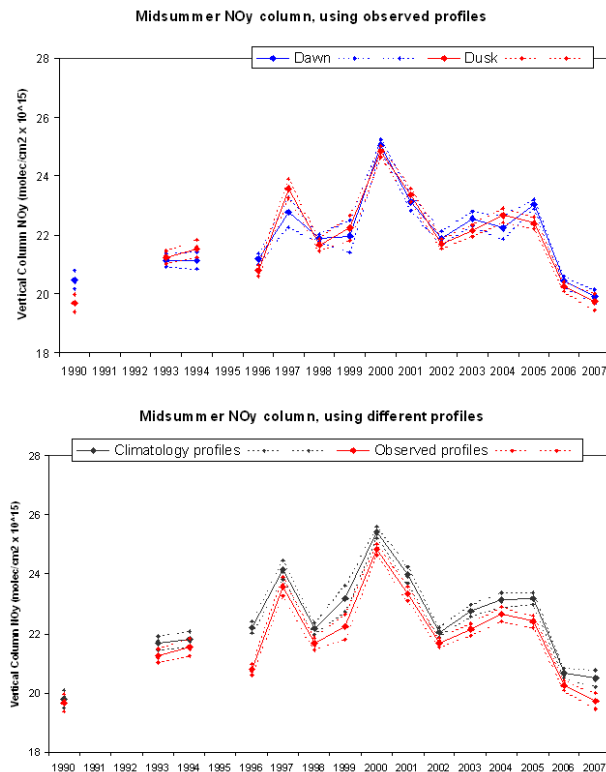 Midsummer NOy column, using observed profiles
28
26
24
22
20
18
Vertical Column NOy (molec/cm2 x 10^15)
Dawn
Dusk
1990 1991 1992 1993 1994 1995 1996 1997 1998 1999 2000 2001 2002 2003 2004 2005 2006 2007
Midsummer NOy column, using different profiles
28
26
24
22
20
18
Vertical Column NOy (molec/cm2 x 10^15)
Climatology profiles
Observed profiles
1990 1991 1992 1993 1994 1995 1996 1997 1998 1999 2000 2001 2002 2003 2004 2005 2006 2007